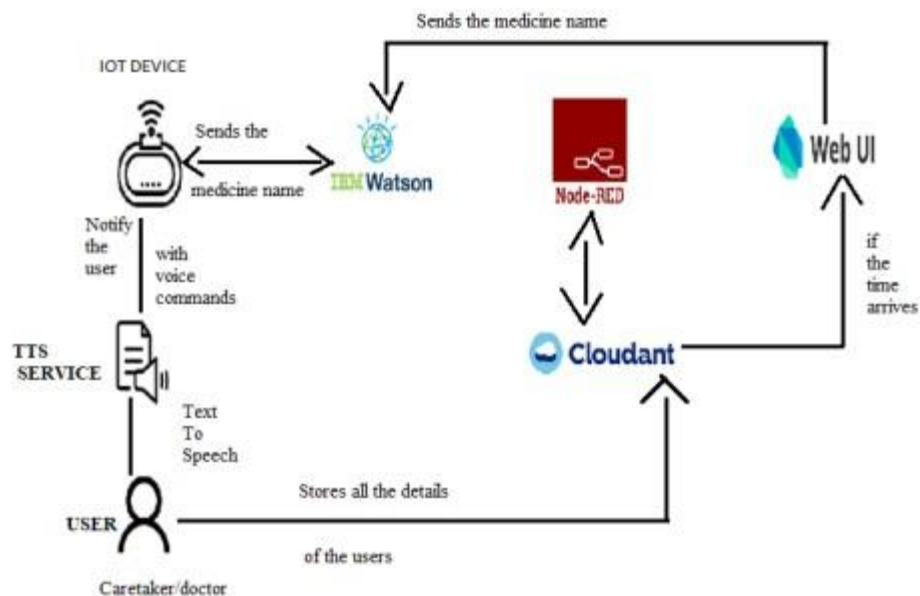 Sends the medicine name
IOT DEVICE
Sends the
medicine name
IBM Watson
Node-RED
Web UI
Notify
the
user
with
voice
commands
if
the
time
arrives
TTS
SERVICE
Cloudant
Text
To
Speech
Stores all the details
of the users
USER
Caretaker/doctor